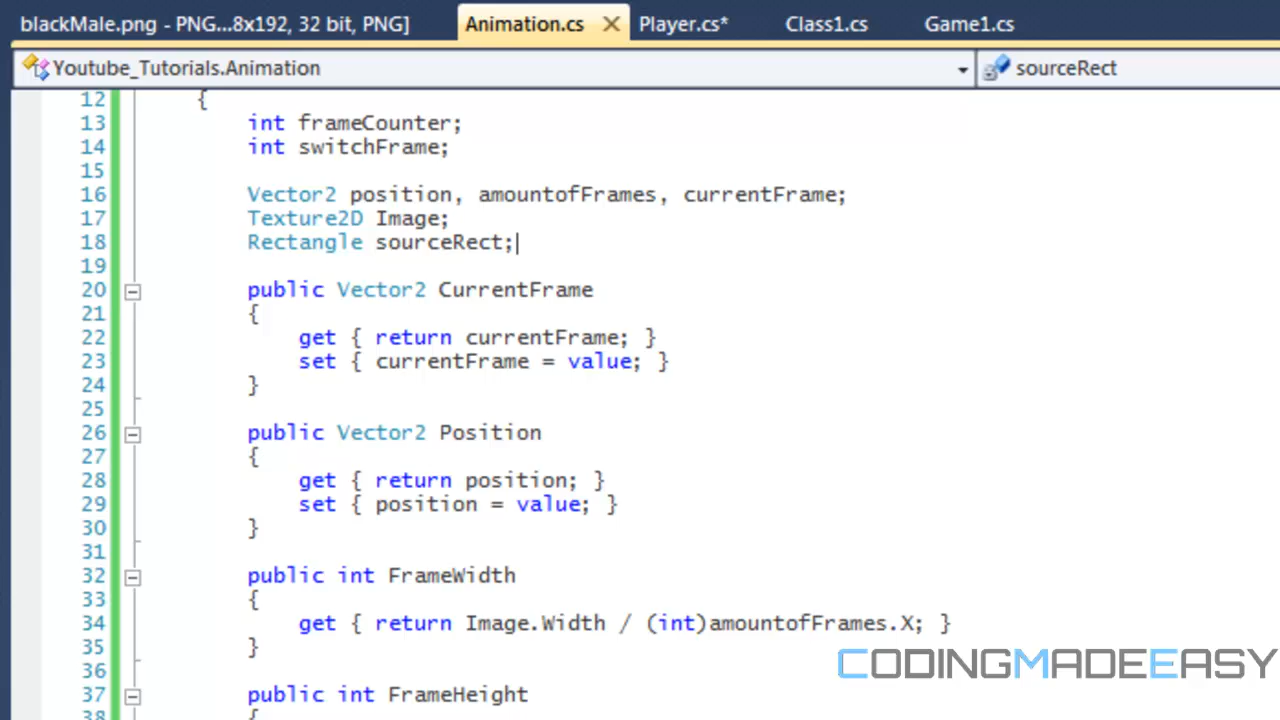 blackMale.png - PNG...8x192, 32 bit, PNG] Animation.cs Player.cs* Class1.cs Game1.cs
Youtube_Tutorials.Animation sourceRect
12 {
13 int frameCounter;
14 int switchFrame;
15
16 Vector2 position, amountofFrames, currentFrame;
17 Texture2D Image;
18 Rectangle sourceRect;
19
20 public Vector2 CurrentFrame
21 {
22 get { return currentFrame; }
23 set { currentFrame = value; }
24 }
25
26 public Vector2 Position
27 {
28 get { return position; }
29 set { position = value; }
30 }
31
32 public int FrameWidth
33 {
34 get { return Image.Width / (int)amountofFrames.X; }
35 }
36
37 public int FrameHeight
38 {
CODINGMADEEASY